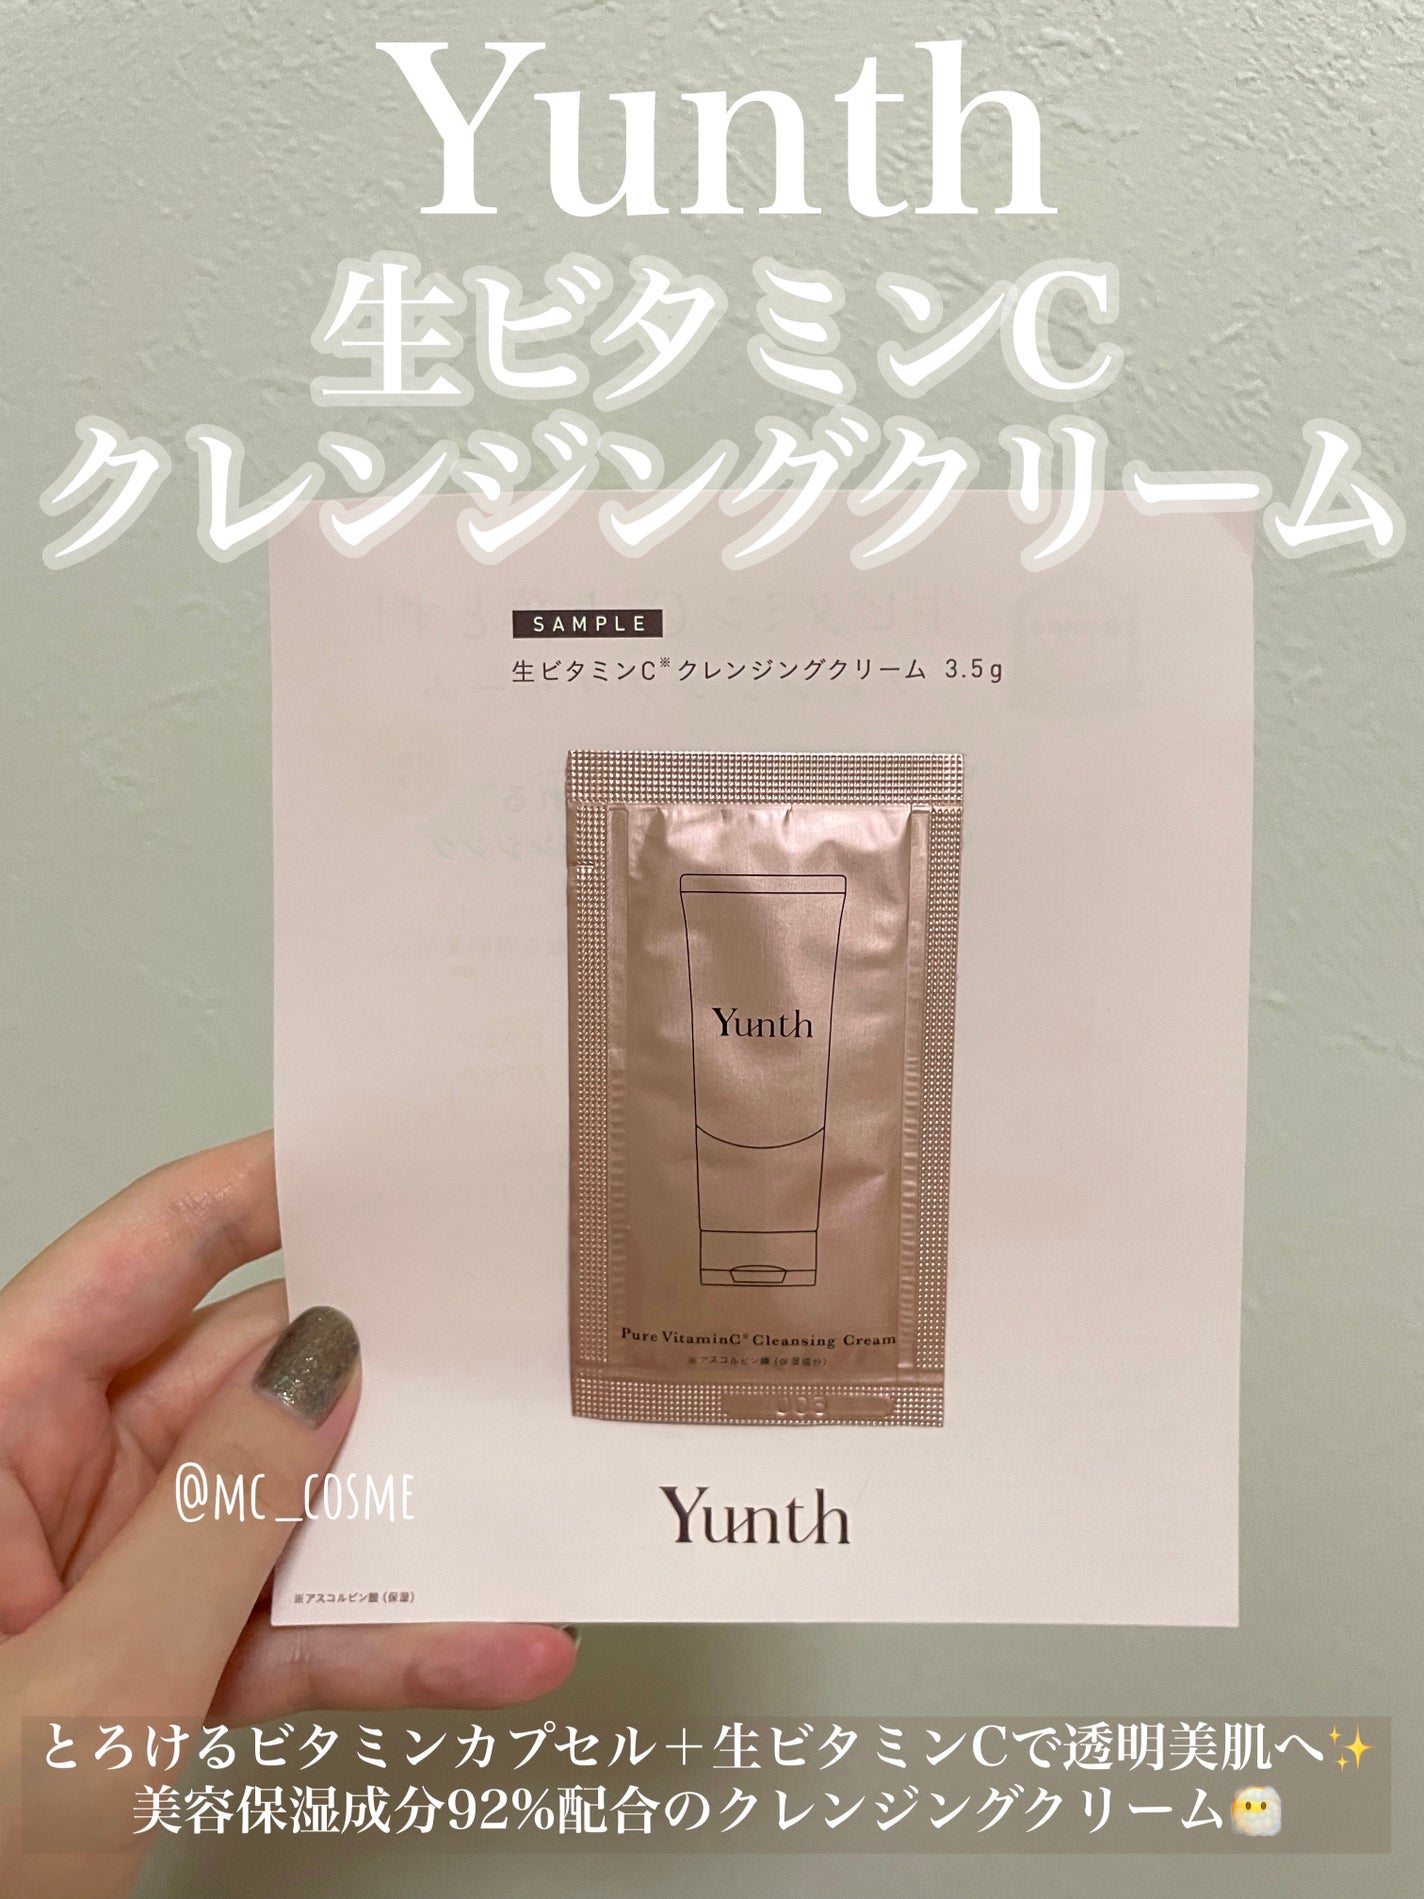 Yunth
生ビタミンC
クレンジングクリーム
SAMPLE
生ビタミンC※クレンジングクリーム 3.5g
Yunth
Pure VitaminC※ Cleansing Cream
※アスコルビン酸（保湿成分）
003
@mc_cosme
Yunth
※アスコルビン酸（保湿）
とろけるビタミンカプセル＋生ビタミンCで透明美肌へ✨
美容保湿成分92%配合のクレンジングクリーム